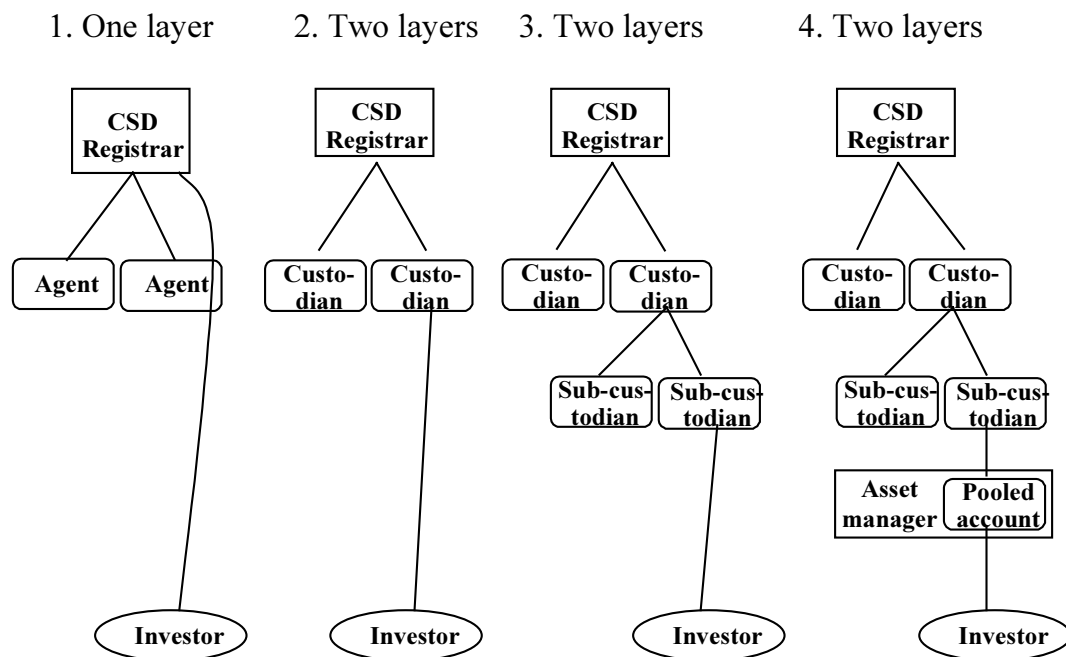 1. One layer
2. Two layers
3. Two layers
4. Two layers
CSD
Registrar
CSD
Registrar
CSD
Registrar
CSD
Registrar
Agent
Agent
Custo-
dian
Custo-
dian
Custo-
dian
Custo-
dian
Custo-
dian
Custo-
dian
Sub-cus-
todian
Sub-cus-
todian
Sub-cus-
todian
Sub-cus-
todian
Asset
manager
Pooled
account
Investor
Investor
Investor
Investor